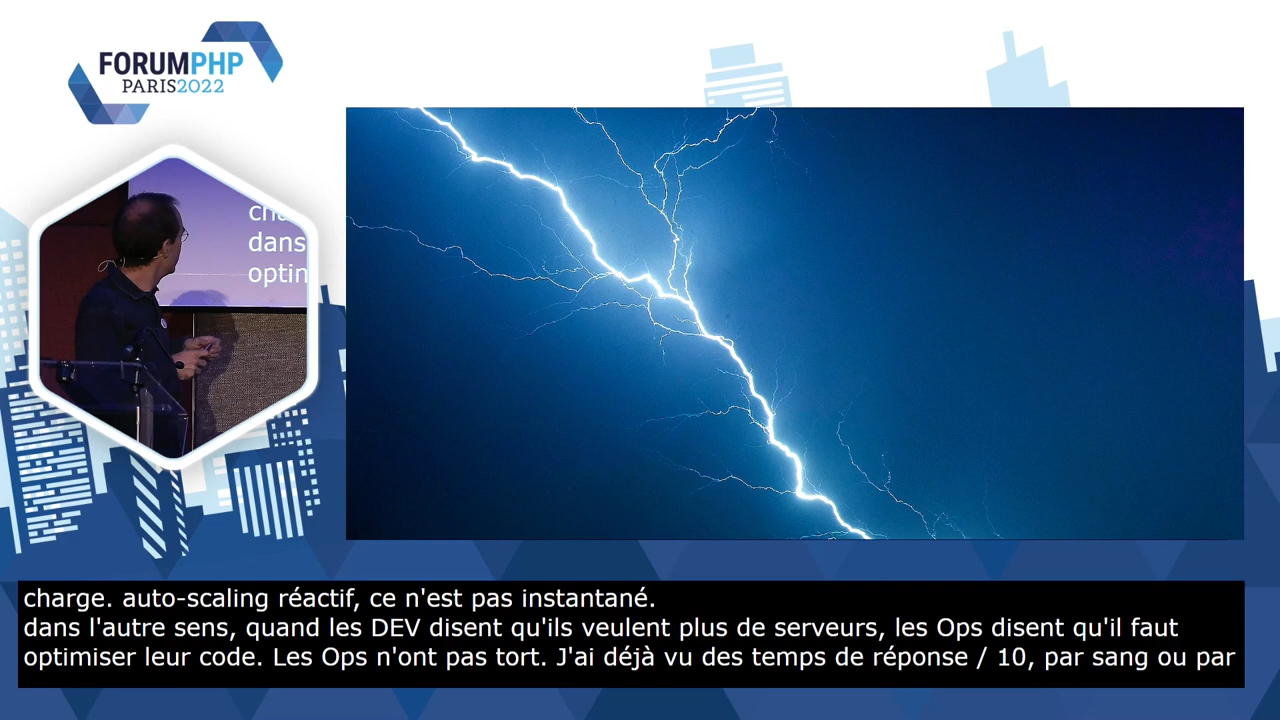 FORUMPHP
PARIS2022
dans
optin
charge. auto-scaling réactif, ce n'est pas instantané.
dans l'autre sens, quand les DEV disent qu'ils veulent plus de serveurs, les Ops disent qu'il faut
optimiser leur code. Les Ops n'ont pas tort. J'ai déjà vu des temps de réponse / 10, par sang ou par